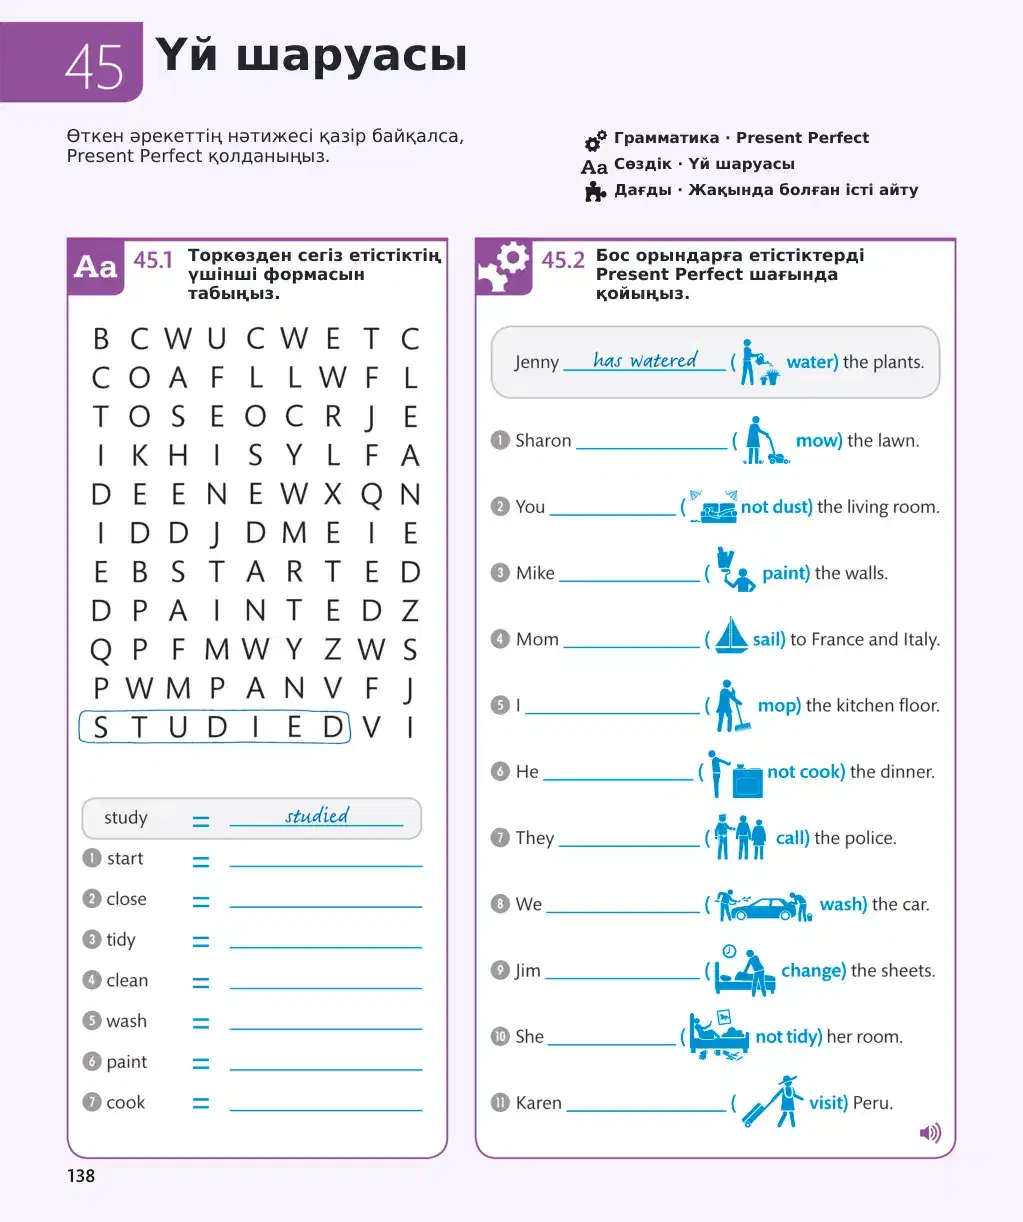 45
Үй шаруасы
Өткен әрекеттің нәтижесі қазір байқалса,
Present Perfect қолданыңыз.
Грамматика · Present Perfect
Aa Сөздік · Үй шаруасы
Дағды · Жақында болған істі айту
Aa 45.1 Торкөзден сегіз етістіктің
үшінші формасын
табыңыз.
B C W U C W E T C
C O A F L L W F L
T O S E O C R J E
I K H I S Y L F A
D E E N E W X Q N
I D D J D M E I E
E B S T A R T E D
D P A I N T E D Z
Q P F M W Y Z W S
P W M P A N V F J
S T U D I E D V I
study = studied
1 start =
2 close =
3 tidy =
4 clean =
5 wash =
6 paint =
7 cook =
45.2 Бос орындарға етістіктерді
Present Perfect шағында
қойыңыз.
Jenny has watered ( water) the plants.
1 Sharon ( mow) the lawn.
2 You ( not dust) the living room.
3 Mike ( paint) the walls.
4 Mom ( sail) to France and Italy.
5 I ( mop) the kitchen floor.
6 He ( not cook) the dinner.
7 They ( call) the police.
8 We ( wash) the car.
9 Jim ( change) the sheets.
10 She ( not tidy) her room.
11 Karen ( visit) Peru.
138